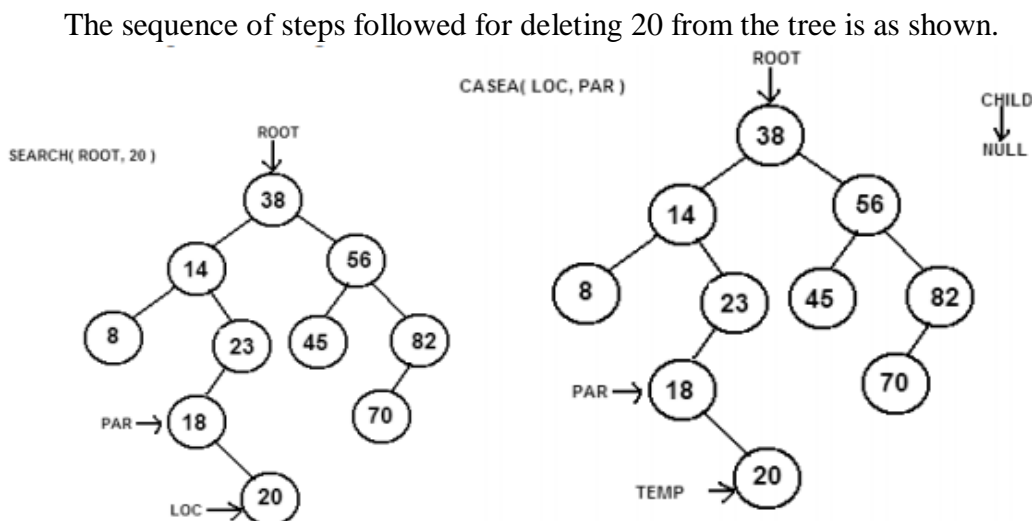 The sequence of steps followed for deleting 20 from the tree is as shown.
SEARCH( ROOT, 20 )
ROOT
38
14
56
8
23
45
82
PAR
18
70
LOC
20
CASEA( LOC, PAR )
ROOT
CHILD
NULL
38
14
56
8
23
45
82
PAR
18
70
TEMP
20